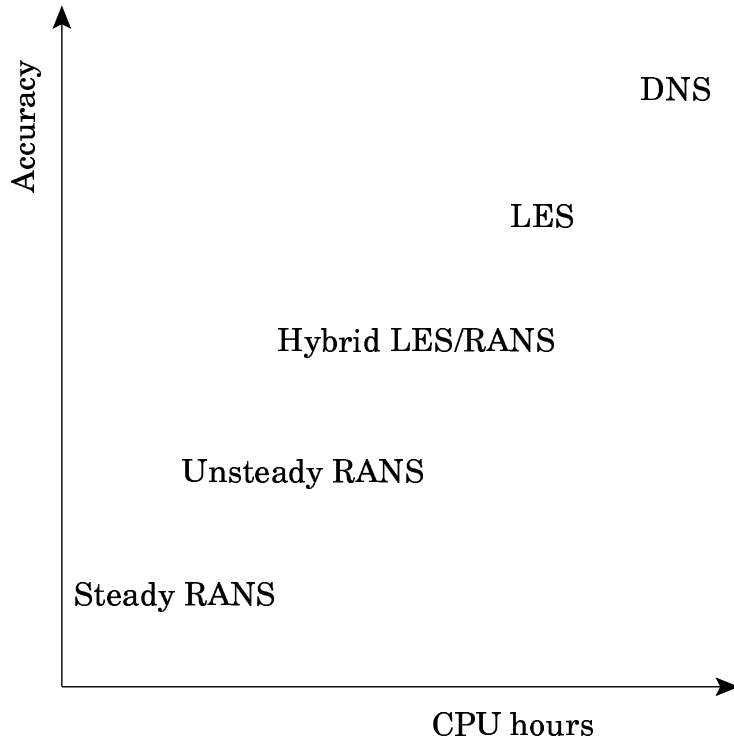 Accuracy
DNS
LES
Hybrid LES/RANS
Unsteady RANS
Steady RANS
CPU hours